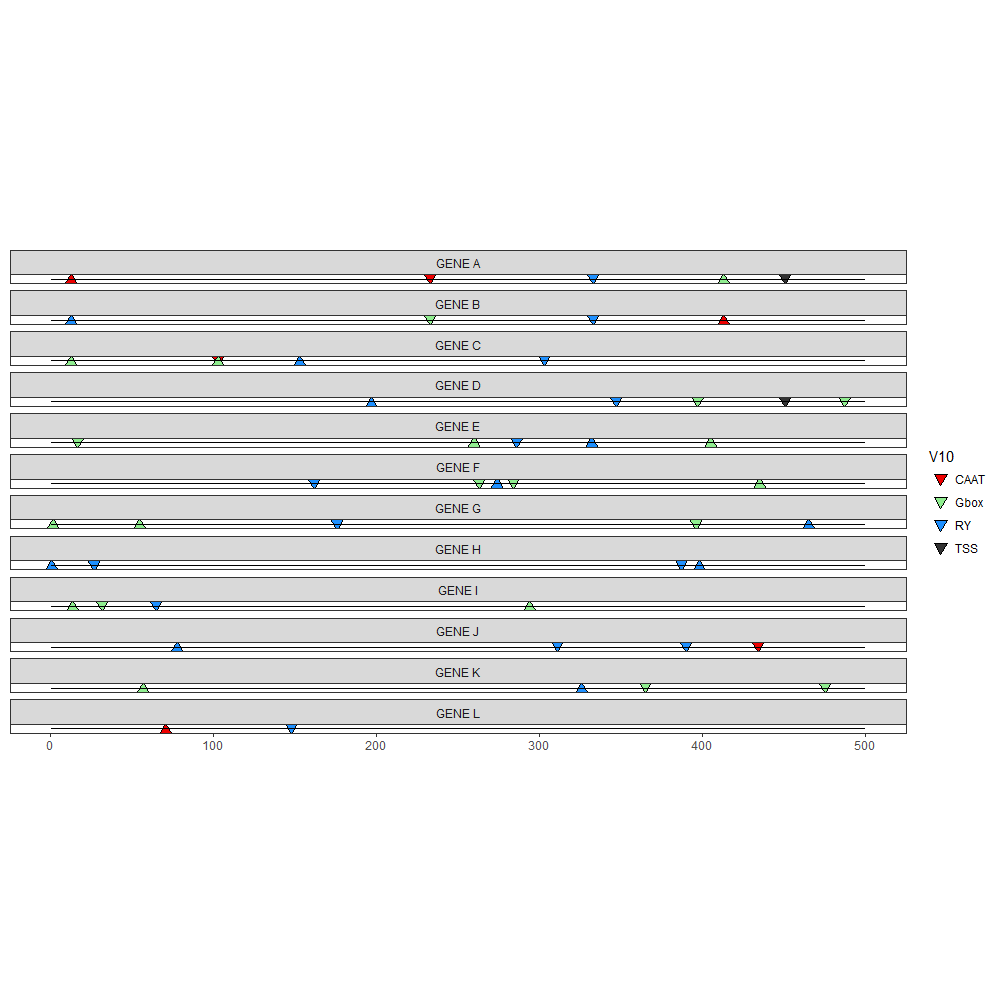 GENE A
GENE B
GENE C
GENE D
GENE E
GENE F
GENE G
GENE H
GENE I
GENE J
GENE K
GENE L
0 100 200 300 400 500
V10
CAAT
Gbox
RY
TSS